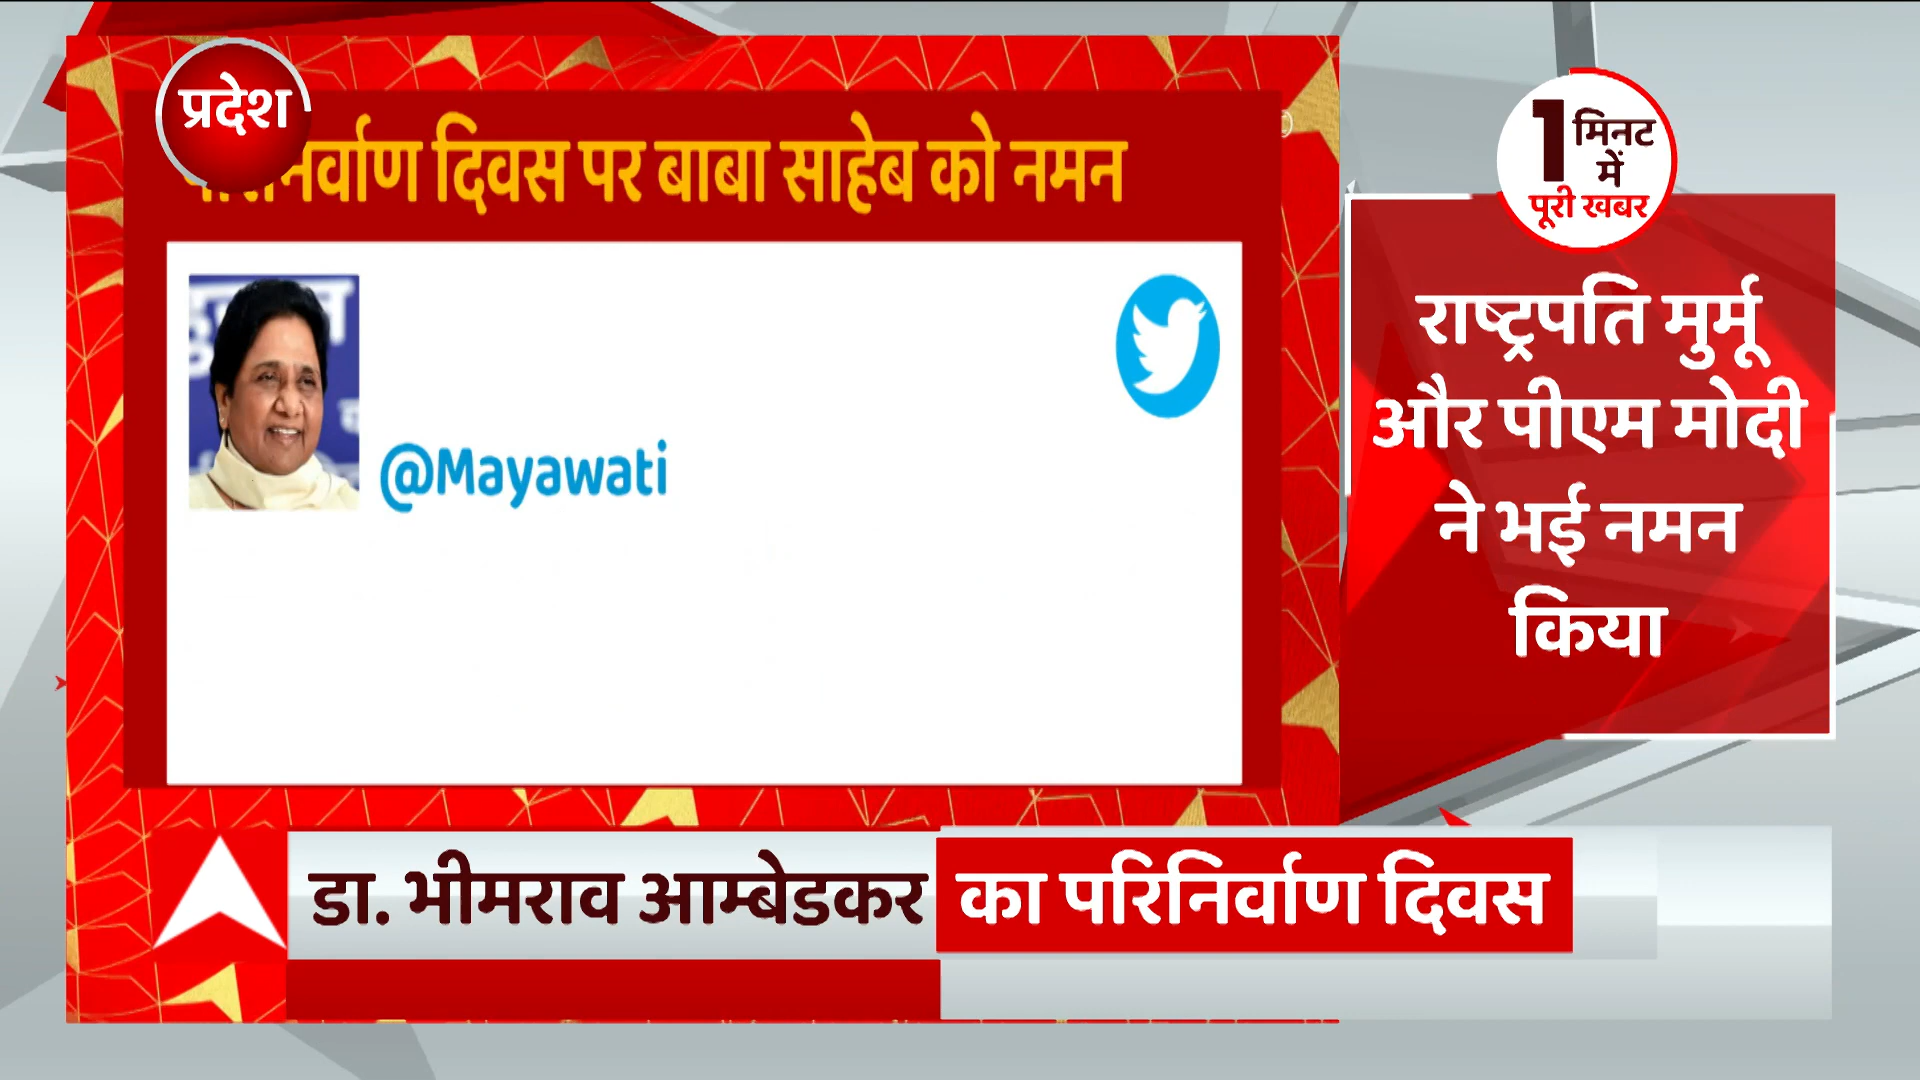 प्रदेश
दिवस पर बाबा साहेब को नमन
@Mayawati
1 मिनट
में
पूरी खबर
राष्ट्रपति मुर्मू
और पीएम मोदी
ने भई नमन
किया
डा. भीमराव आम्बेडकर का परिनिर्वाण दिवस